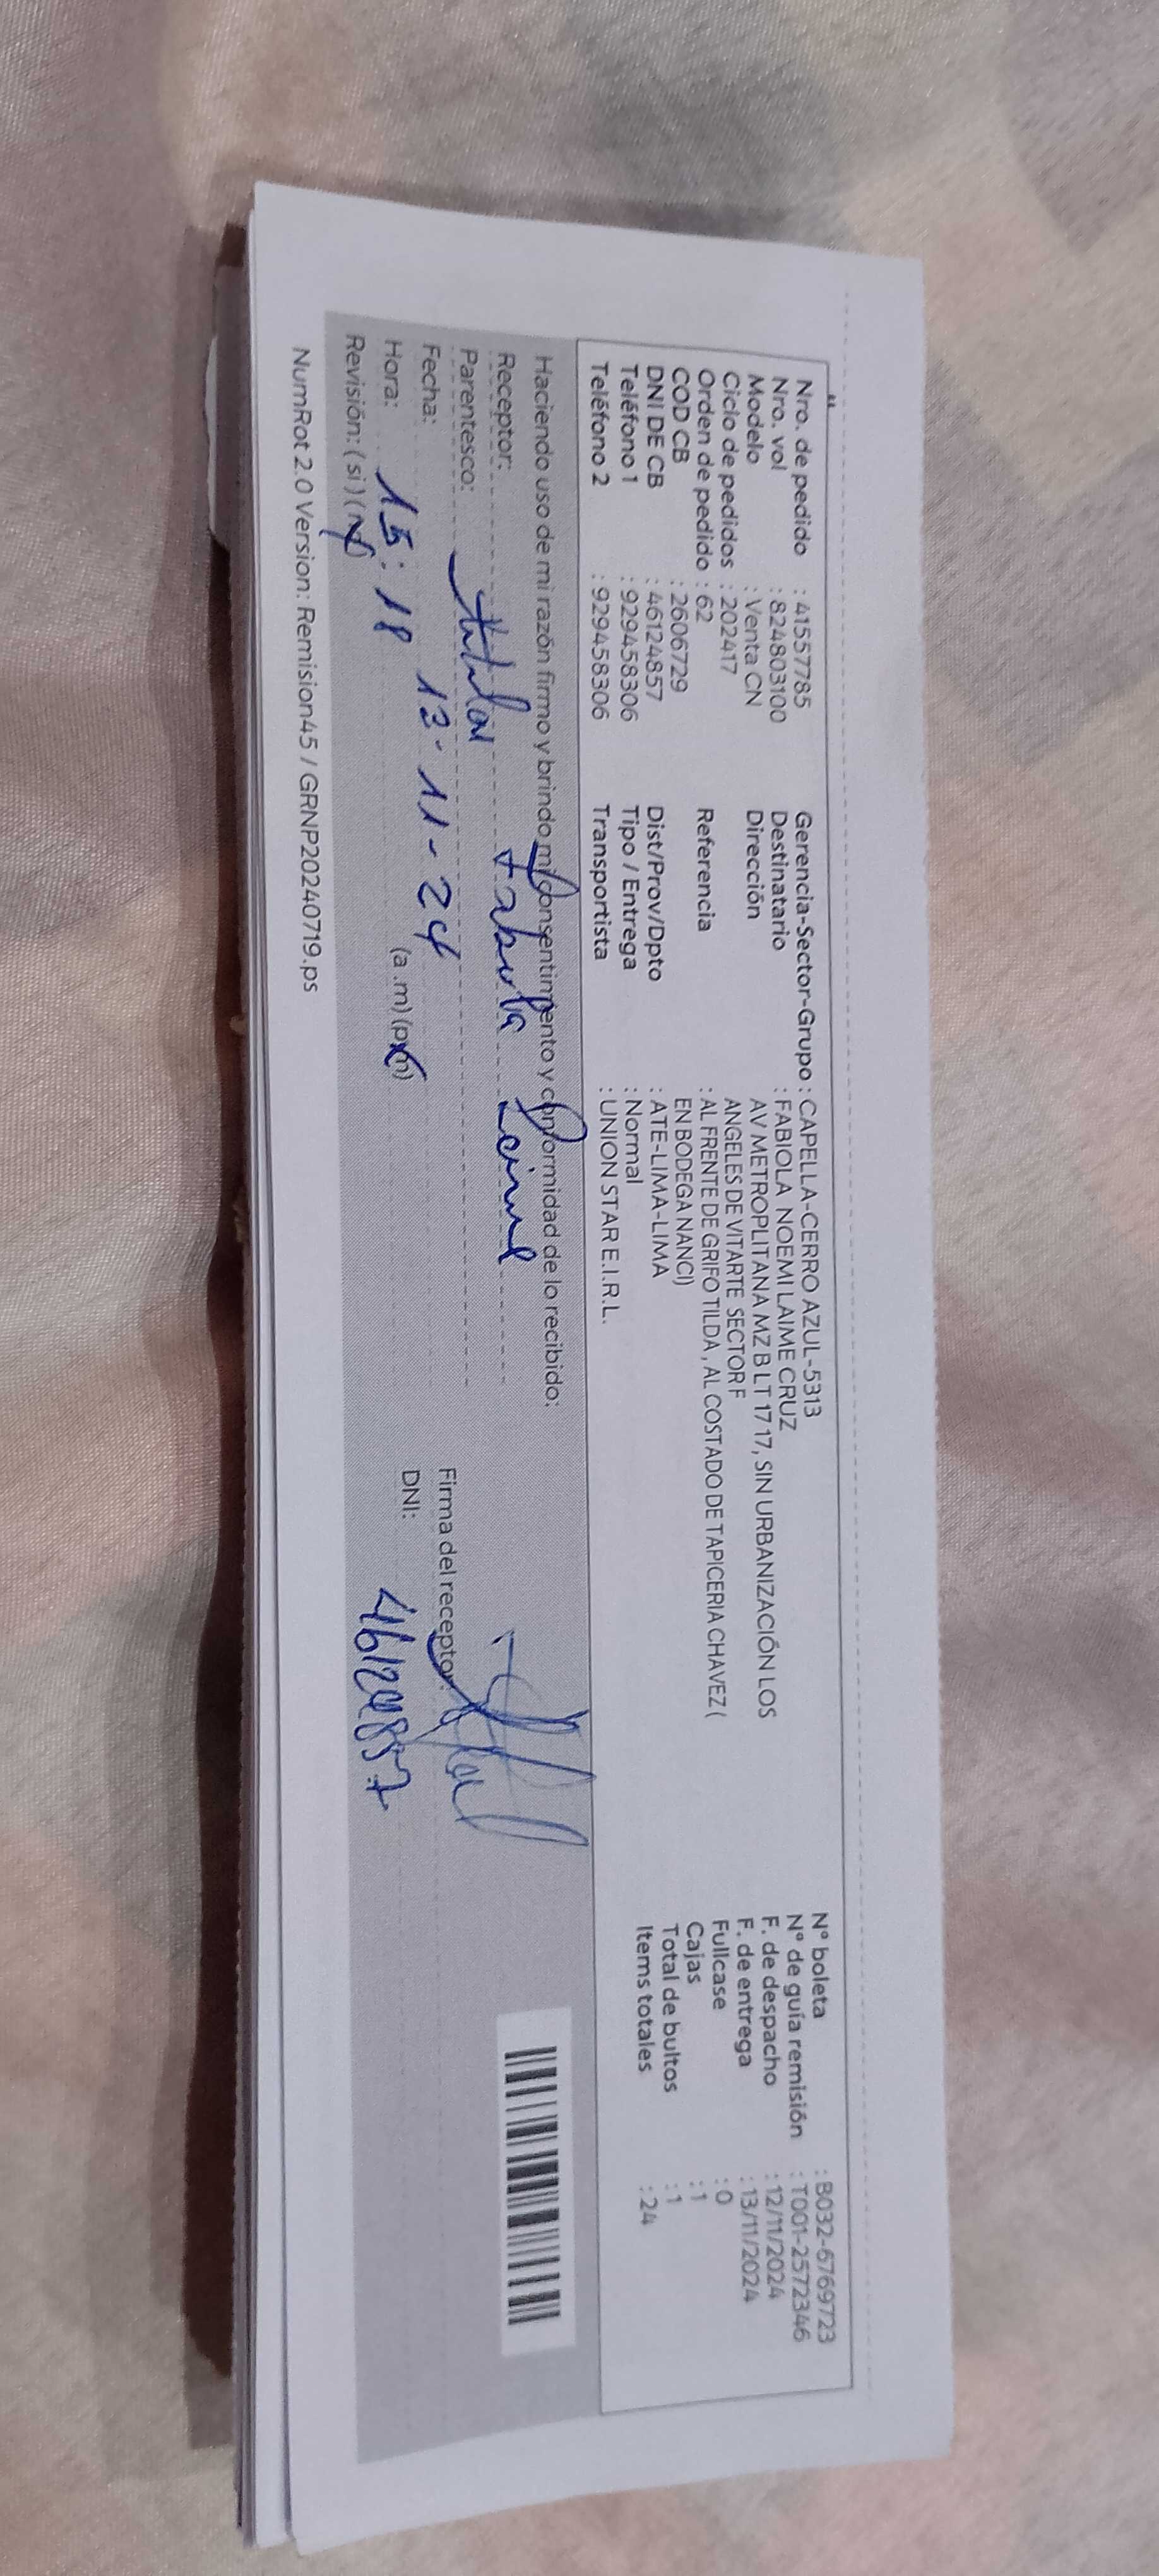 Nro. de pedido : 41557785
Nro. vol : 824803100
Modelo : Venta CN
Ciclo de pedidos : 202417
Orden de pedido : 62
COD CB : 2606729
DNI DE CB : 46124857
Teléfono 1 : 929458306
Teléfono 2 : 929458306
Gerencia-Sector-Grupo : CAPELLA-CERRO AZUL-5313
Destinatario : FABIOLA NOEMI LAIME CRUZ
Dirección AV METROPLITANA MZ B LT 17 17, SIN URBANIZACIÓN LOS
ANGELES DE VITARTE SECTOR F
Referencia : AL FRENTE DE GRIFO TILDA , AL COSTADO DE TAPICERIA CHAVEZ (
EN BODEGA NANCI)
Dist/Prov/Dpto : ATE-LIMA-LIMA
Tipo / Entrega : Normal
Transportista : UNION STAR E.I.R.L.
N° boleta : B032-6769723
N° de guía remisión : T001-2572346
F. de despacho : 12/11/2024
F. de entrega : 13/11/2024
Fullcase : 0
Cajas : 1
Total de bultos : 1
Items totales : 24
Haciendo uso de mi razón firmo y brindo mi consentimiento y conformidad de lo recibido:
Receptor: Fabiola Laime
Parentesco: titular
Fecha: 13-11-24
Hora: 15:18 (a.m) (p.m)
Revisión: (si) (no)
Firma del receptor:
DNI: 46124857
NumRot 2.0 Version: Remision45 / GRNP20240719.ps